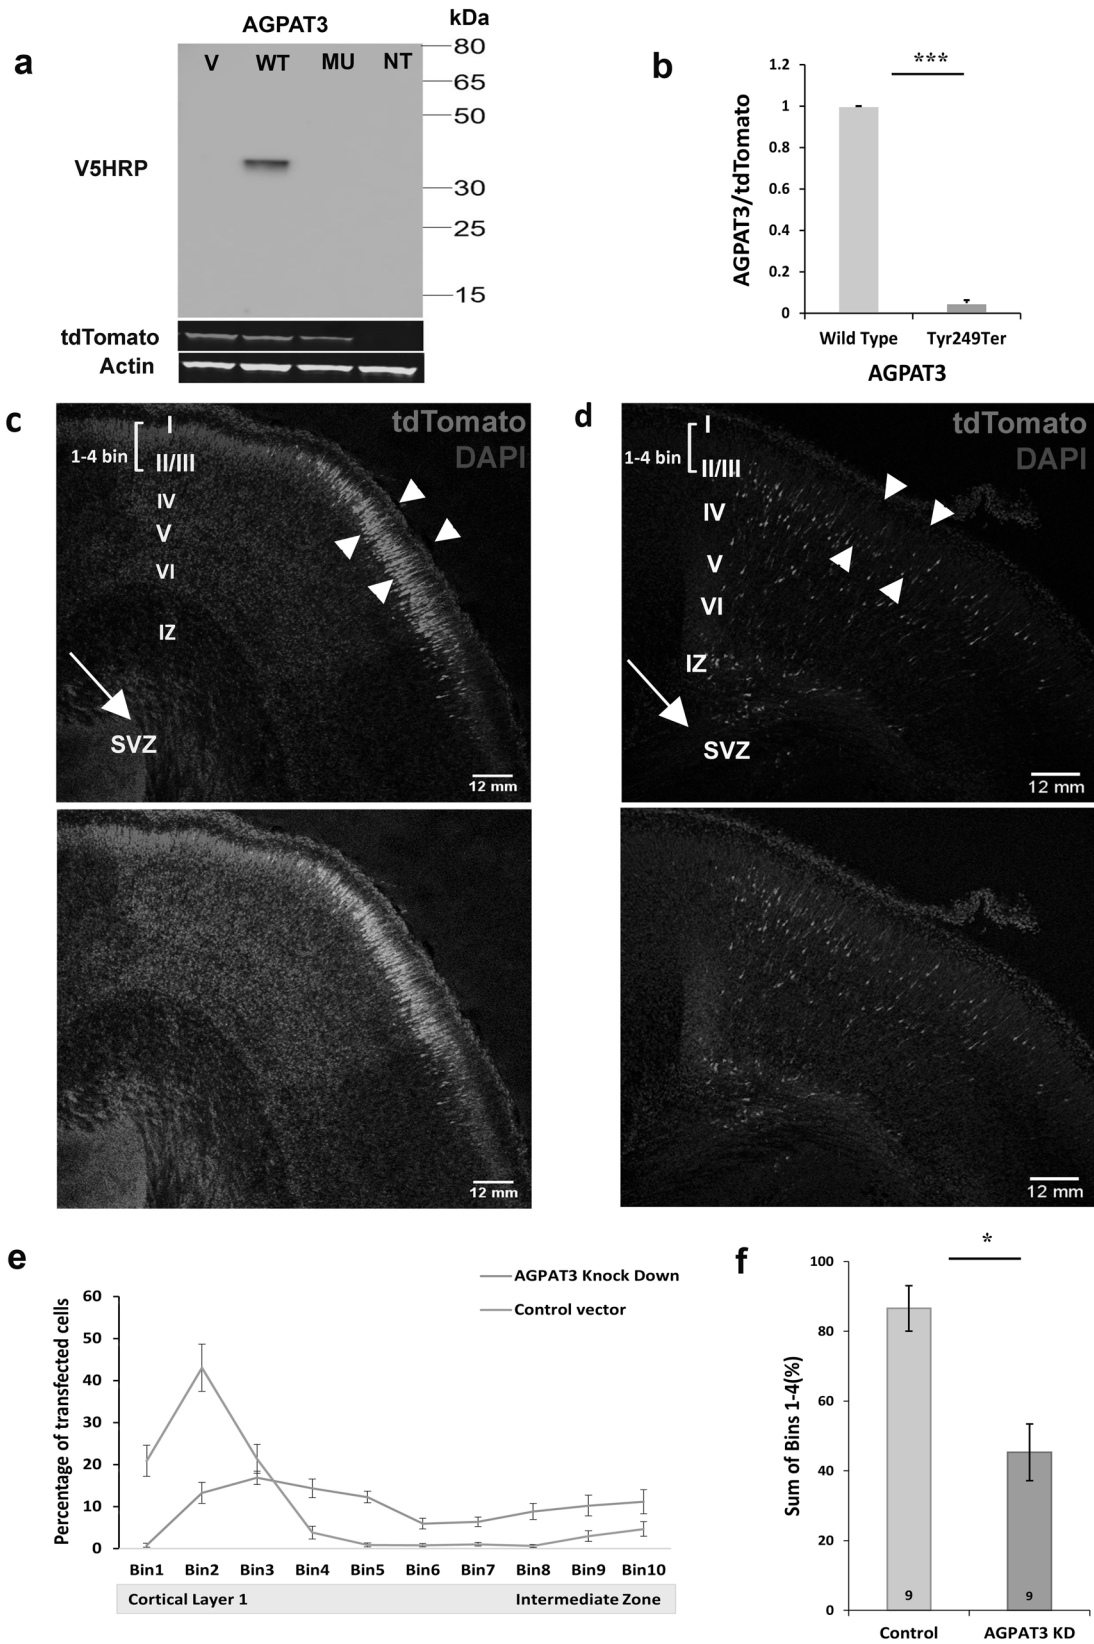 a
AGPAT3
kDa
V WT MU NT
80
65
50
V5HRP
30
25
15
tdTomato
Actin
b
***
AGPAT3/tdTomato
1.2
1
0.8
0.6
0.4
0.2
0
Wild Type Tyr249Ter
AGPAT3
c
tdTomato
DAPI
I
1-4 bin
II/III
IV
V
VI
IZ
SVZ
12 mm
12 mm
d
tdTomato
DAPI
I
1-4 bin
II/III
IV
V
VI
IZ
SVZ
12 mm
12 mm
e
AGPAT3 Knock Down
Control vector
Percentage of transfected cells
60
50
40
30
20
10
0
Bin1 Bin2 Bin3 Bin4 Bin5 Bin6 Bin7 Bin8 Bin9 Bin10
Cortical Layer 1 Intermediate Zone
f
*
Sum of Bins 1-4(%)
100
80
60
40
20
0
9 9
Control AGPAT3 KD